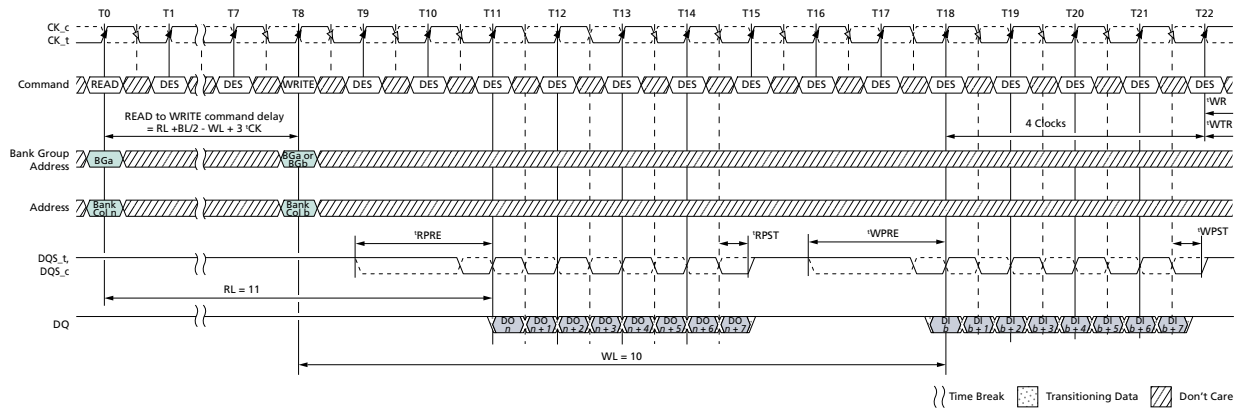 T0 T1 T7 T8 T9 T10 T11 T12 T13 T14 T15 T16 T17 T18 T19 T20 T21 T22
CK_c
CK_t
Command READ DES DES WRITE DES DES DES DES DES DES DES DES DES DES DES DES DES DES
READ to WRITE command delay
= RL +BL/2 - WL + 3 tCK
4 Clocks
tWR
tWTR
Bank Group
Address
BGa
BGa or
BGb
Address
Bank
Col n
Bank
Col b
tRPRE
tRPST
tWPRE
tWPST
DQS_t,
DQS_c
RL = 11
DQ
DO
n
DO
n + 1
DO
n + 2
DO
n + 3
DO
n + 4
DO
n + 5
DO
n + 6
DO
n + 7
DI
b
DI
b + 1
DI
b + 2
DI
b + 3
DI
b + 4
DI
b + 5
DI
b + 6
DI
b + 7
WL = 10
Time Break Transitioning Data Don't Care